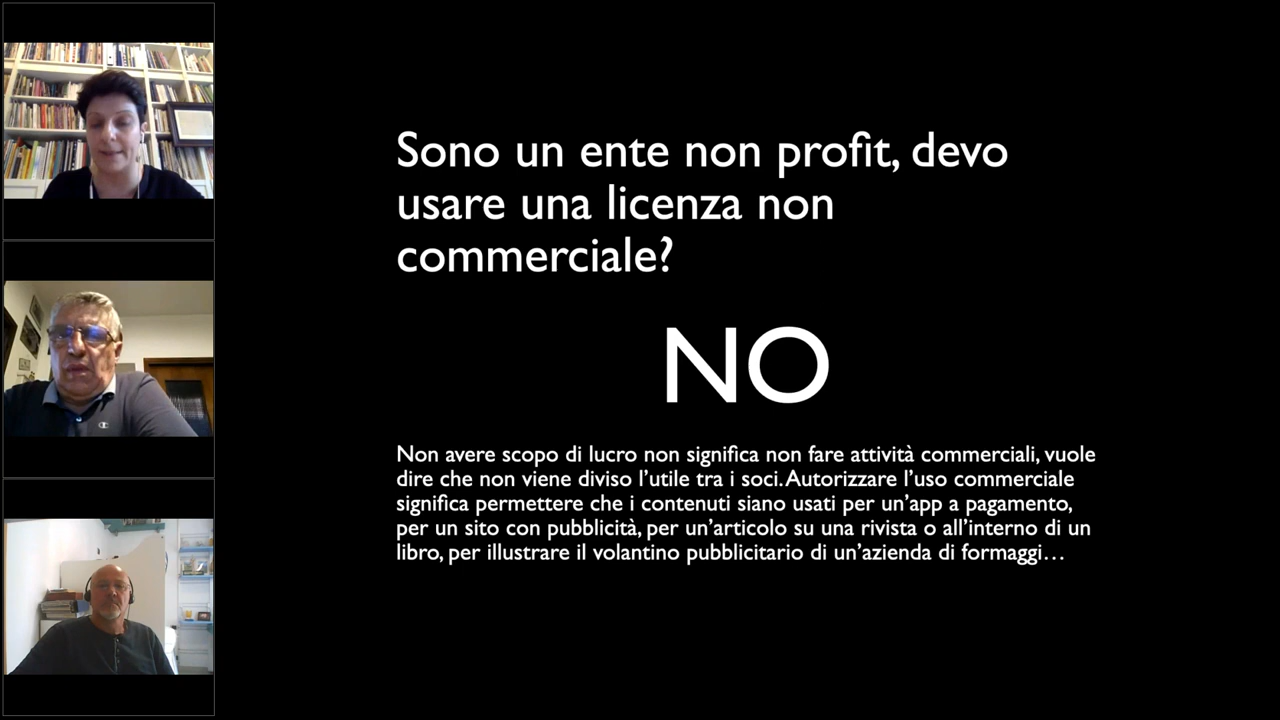 Sono un ente non profit, devo
usare una licenza non
commerciale?
NO
Non avere scopo di lucro non significa non fare attività commerciali, vuole
dire che non viene diviso l'utile tra i soci. Autorizzare l'uso commerciale
significa permettere che i contenuti siano usati per un'app a pagamento,
per un sito con pubblicità, per un'articolo su una rivista o all'interno di un
libro, per illustrare il volantino pubblicitario di un'azienda di formaggi…